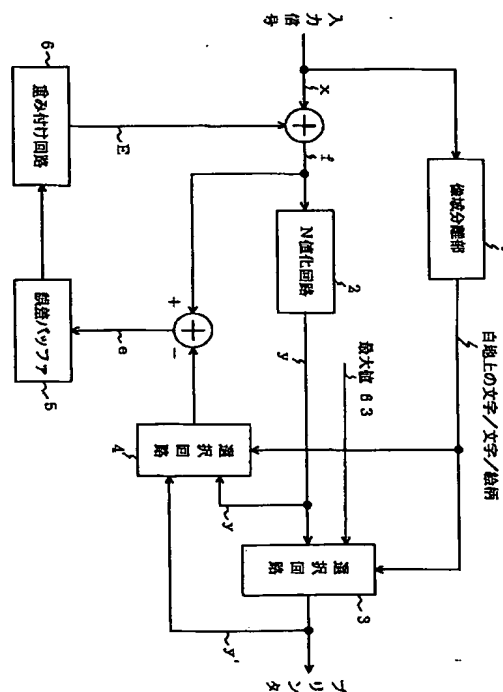 入力信号
x
f
像域分離部
白地上の文字／文字／絵柄
N値化回路
2
y
最大値 63
選択回路
3
プリンタ
y'
選択回路
4
y
+
−
e
誤差バッファ
5
重み付け回路
6
E